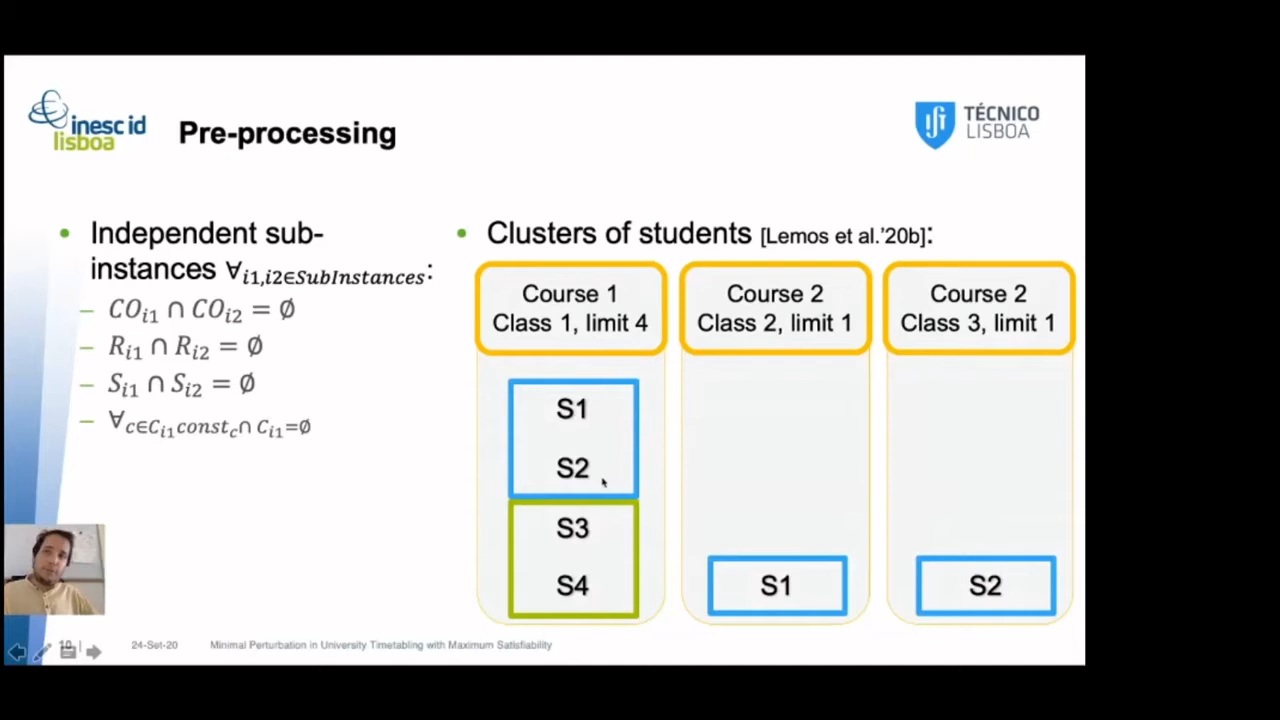 inesc id
lisboa
Pre-processing
TÉCNICO
LISBOA
• Independent sub-
instances ∀i1,i2∈SubInstances:
– COi1 ∩ COi2 = ∅
– Ri1 ∩ Ri2 = ∅
– Si1 ∩ Si2 = ∅
– ∀c∈Ci1constc∩ Ci1=∅
• Clusters of students [Lemos et al.'20b]:
Course 1
Class 1, limit 4
Course 2
Class 2, limit 1
Course 2
Class 3, limit 1
S1
S2
S3
S4
S1
S2
10
24-Set-20
Minimal Perturbation in University Timetabling with Maximum Satisfiability